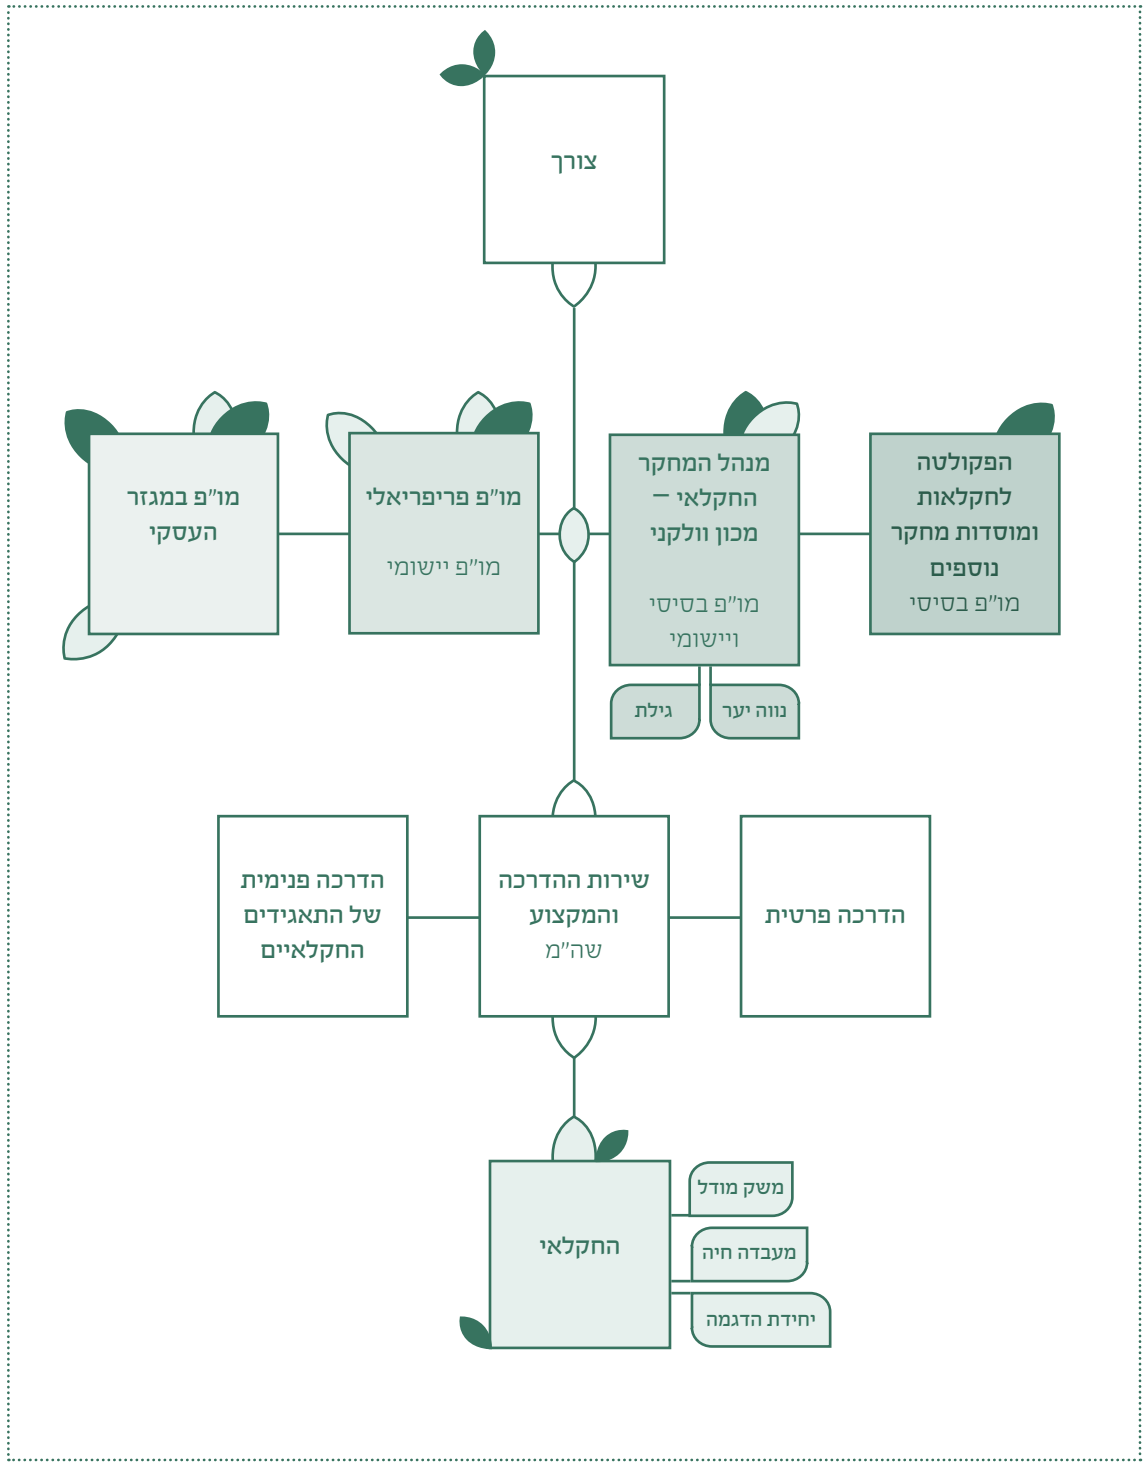 צורך
הפקולטה
לחקלאות
ומוסדות מחקר
נוספים
מו"פ בסיסי
מנהל המחקר
החקלאי –
מכון וולקני
מו"פ בסיסי
ויישומי
נווה יער
גילת
מו"פ פריפריאלי
מו"פ יישומי
מו"פ במגזר
העסקי
הדרכה פרטית
שירות ההדרכה
והמקצוע
שה"מ
הדרכה פנימית
של התאגידים
החקלאיים
החקלאי
משק מודל
מעבדה חיה
יחידת הדגמה